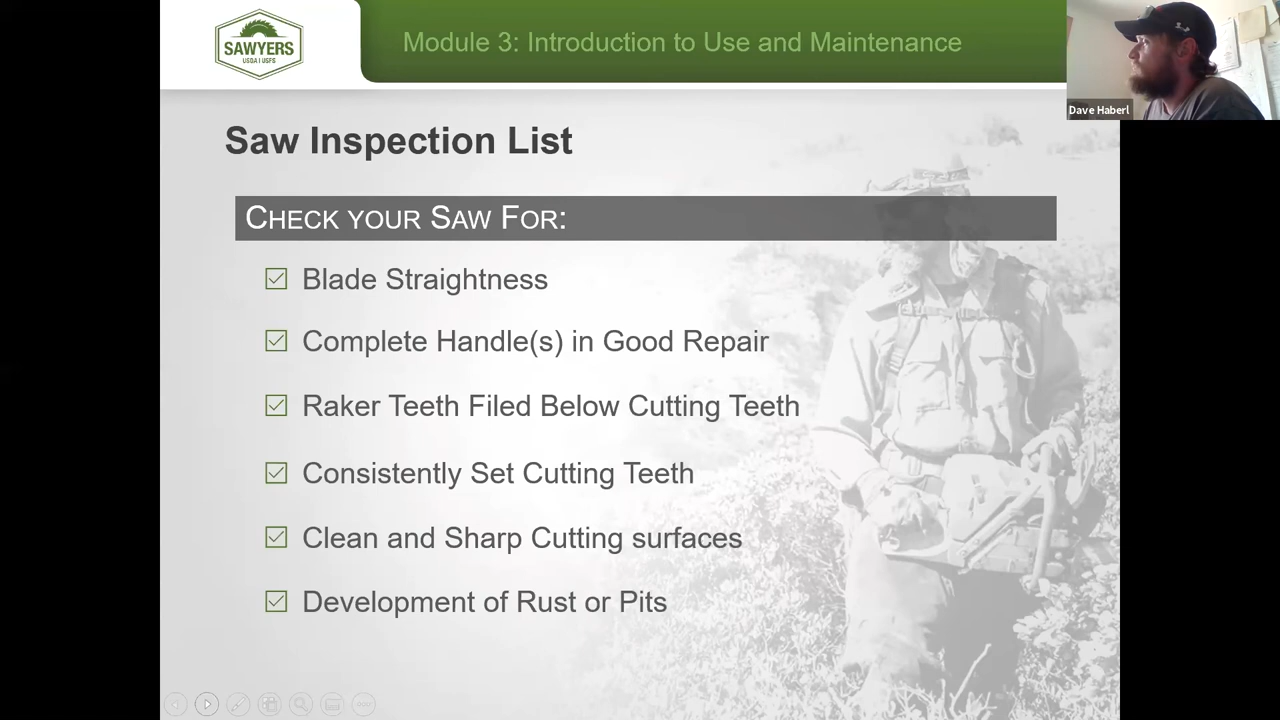 SAWYERS
USDA | USFS
Module 3: Introduction to Use and Maintenance
Dave Haberl
Saw Inspection List
CHECK YOUR SAW FOR:
Blade Straightness
Complete Handle(s) in Good Repair
Raker Teeth Filed Below Cutting Teeth
Consistently Set Cutting Teeth
Clean and Sharp Cutting surfaces
Development of Rust or Pits